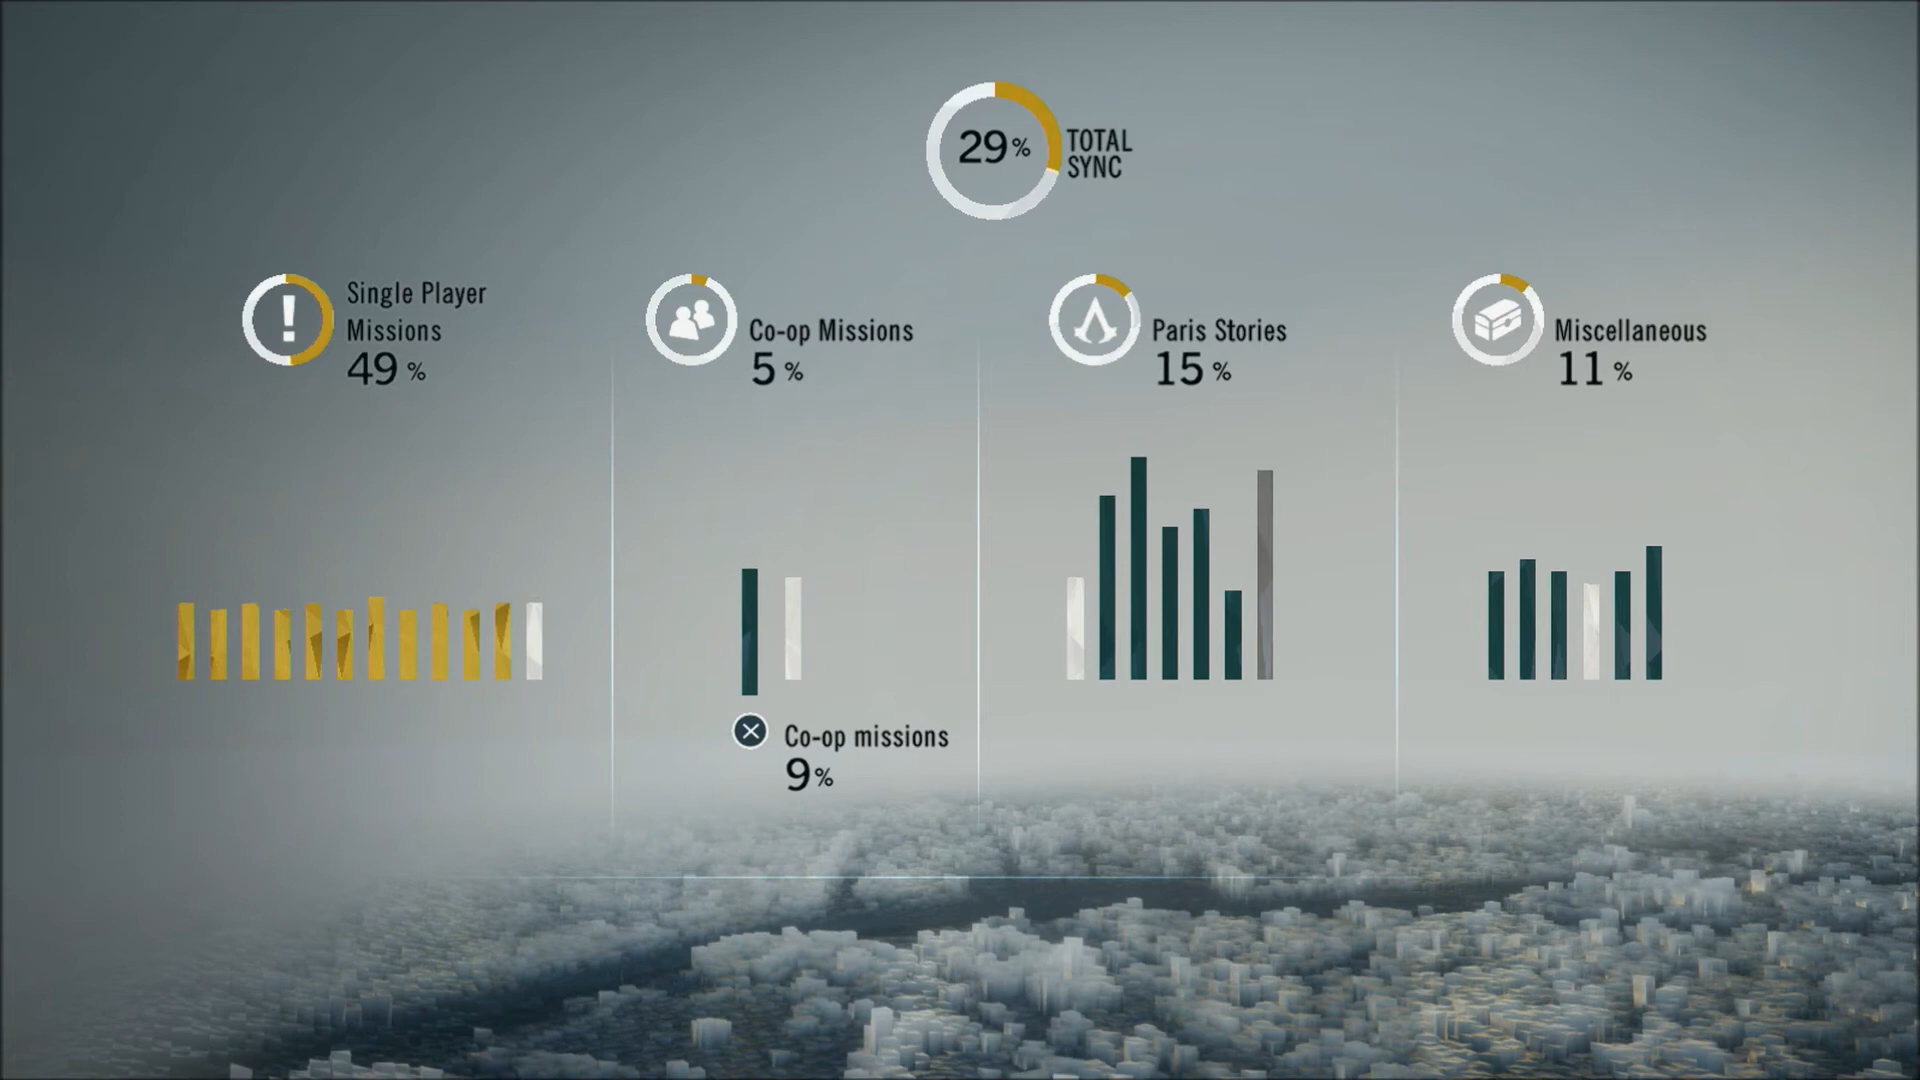 29%
TOTAL
SYNC
Single Player
Missions
49 %
Co-op Missions
5 %
Paris Stories
15 %
Miscellaneous
11 %
Co-op missions
9%